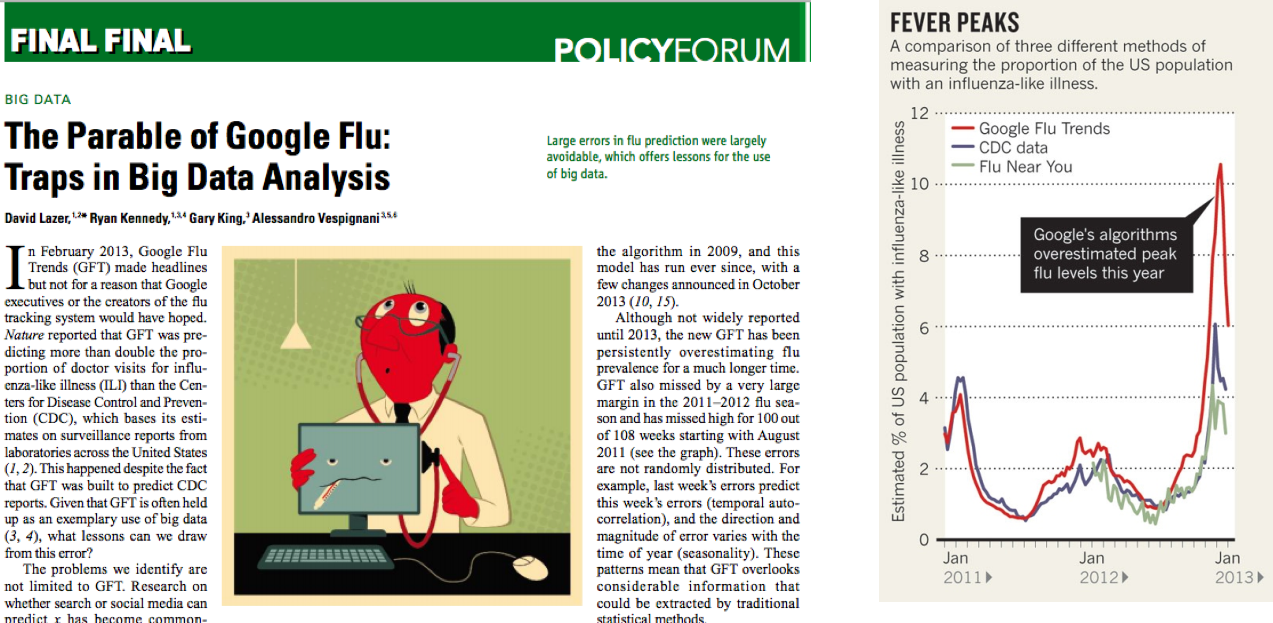 FINAL FINAL
POLICYFORUM
BIG DATA
The Parable of Google Flu:
Traps in Big Data Analysis
Large errors in flu prediction were largely
avoidable, which offers lessons for the use
of big data.
David Lazer,1,2* Ryan Kennedy,1,3,4 Gary King,3 Alessandro Vespignani3,5,6
In February 2013, Google Flu
Trends (GFT) made headlines
but not for a reason that Google
executives or the creators of the flu
tracking system would have hoped.
Nature reported that GFT was pre-
dicting more than double the pro-
portion of doctor visits for influ-
enza-like illness (ILI) than the Cen-
ters for Disease Control and Preven-
tion (CDC), which bases its esti-
mates on surveillance reports from
laboratories across the United States
(1, 2). This happened despite the fact
that GFT was built to predict CDC
reports. Given that GFT is often held
up as an exemplary use of big data
(3, 4), what lessons can we draw
from this error?
The problems we identify are
not limited to GFT. Research on
whether search or social media can
predict x has become common-
the algorithm in 2009, and this
model has run ever since, with a
few changes announced in October
2013 (10, 15).
Although not widely reported
until 2013, the new GFT has been
persistently overestimating flu
prevalence for a much longer time.
GFT also missed by a very large
margin in the 2011–2012 flu sea-
son and has missed high for 100 out
of 108 weeks starting with August
2011 (see the graph). These errors
are not randomly distributed. For
example, last week's errors predict
this week's errors (temporal auto-
correlation), and the direction and
magnitude of error varies with the
time of year (seasonality). These
patterns mean that GFT overlooks
considerable information that
could be extracted by traditional
statistical methods.
FEVER PEAKS
A comparison of three different methods of
measuring the proportion of the US population
with an influenza-like illness.
Estimated % of US population with influenza-like illness
12
10
8
6
4
2
0
Google Flu Trends
CDC data
Flu Near You
Google's algorithms
overestimated peak
flu levels this year
Jan
2011
Jan
2012
Jan
2013